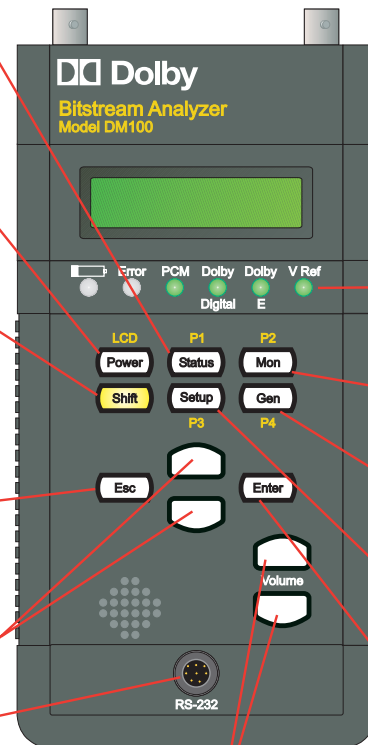 Dolby
Bitstream Analyzer
Model DM100
Error PCM Dolby Digital Dolby E V Ref
LCD P1 P2
Power Status Mon
Shift Setup Gen
P3 P4
Esc Enter
Volume
RS-232